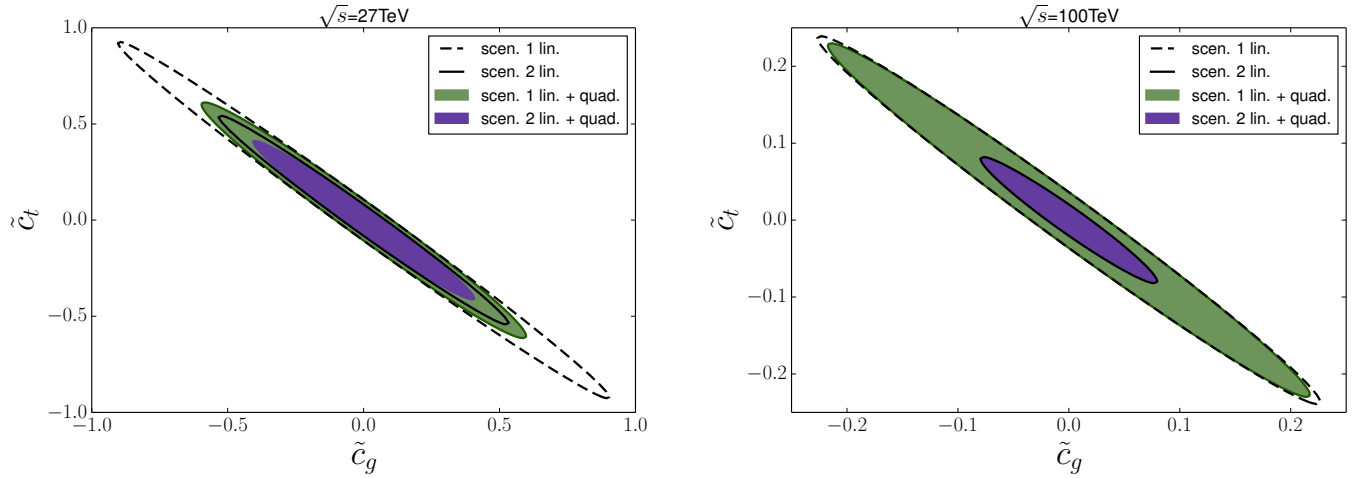 √s=27TeV
1.0
0.5
0.0
−0.5
−1.0
−1.0
−0.5
0.0
0.5
1.0
c̃t
c̃g
scen. 1 lin.
scen. 2 lin.
scen. 1 lin. + quad.
scen. 2 lin. + quad.
√s=100TeV
0.2
0.1
0.0
−0.1
−0.2
−0.2
−0.1
0.0
0.1
0.2
c̃t
c̃g
scen. 1 lin.
scen. 2 lin.
scen. 1 lin. + quad.
scen. 2 lin. + quad.